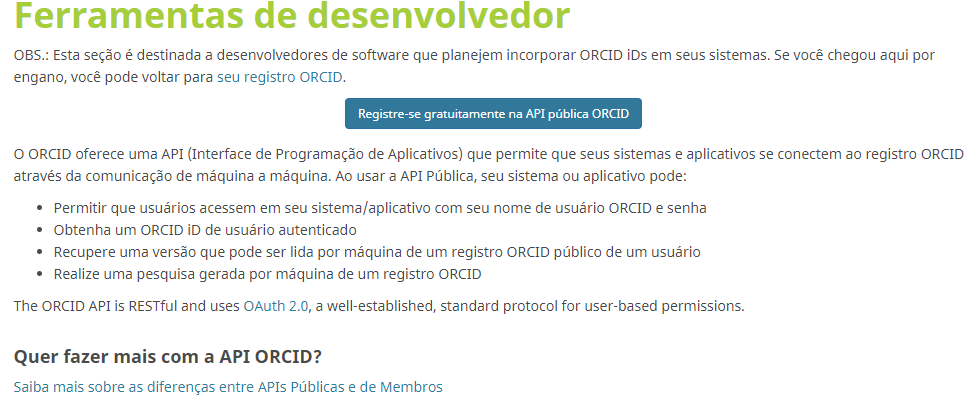 Ferramentas de desenvolvedor
OBS.: Esta seção é destinada a desenvolvedores de software que planejem incorporar ORCID iDs em seus sistemas. Se você chegou aqui por
engano, você pode voltar para seu registro ORCID.
Registre-se gratuitamente na API pública ORCID
O ORCID oferece uma API (Interface de Programação de Aplicativos) que permite que seus sistemas e aplicativos se conectem ao registro ORCID
através da comunicação de máquina a máquina. Ao usar a API Pública, seu sistema ou aplicativo pode:
• Permitir que usuários acessem em seu sistema/aplicativo com seu nome de usuário ORCID e senha
• Obtenha um ORCID iD de usuário autenticado
• Recupere uma versão que pode ser lida por máquina de um registro ORCID público de um usuário
• Realize uma pesquisa gerada por máquina de um registro ORCID
The ORCID API is RESTful and uses OAuth 2.0, a well-established, standard protocol for user-based permissions.
Quer fazer mais com a API ORCID?
Saiba mais sobre as diferenças entre APIs Públicas e de Membros